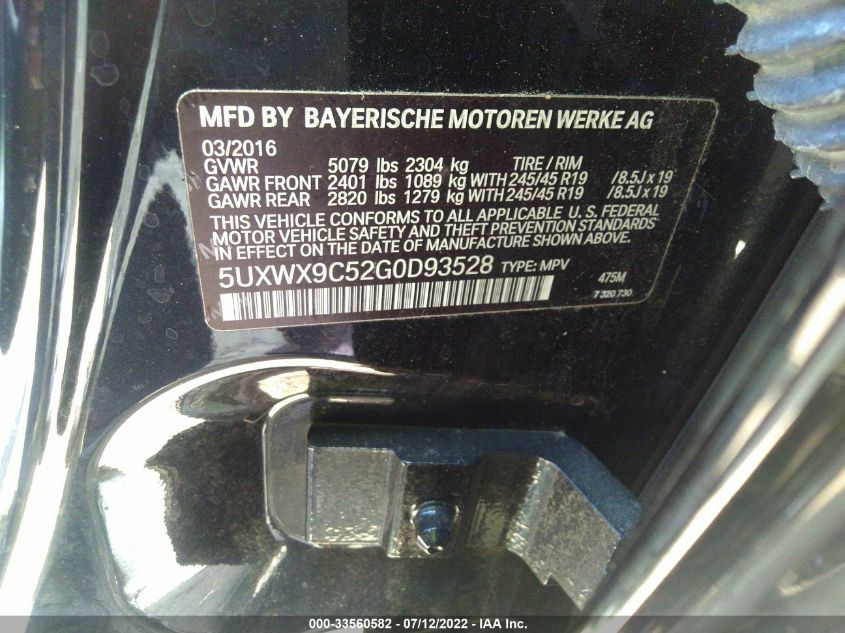 MFD BY BAYERISCHE MOTOREN WERKE AG
03/2016
GVWR 5079 lbs 2304 kg TIRE / RIM
GAWR FRONT 2401 lbs 1089 kg WITH 245/45 R19 /8.5J x 19
GAWR REAR 2820 lbs 1279 kg WITH 245/45 R19 /8.5J x 19
THIS VEHICLE CONFORMS TO ALL APPLICABLE U. S. FEDERAL
MOTOR VEHICLE SAFETY AND THEFT PREVENTION STANDARDS
IN EFFECT ON THE DATE OF MANUFACTURE SHOWN ABOVE.
5UXWX9C52G0D93528 TYPE: MPV 475M
7 320 730
000-33560582 - 07/12/2022 - IAA Inc.